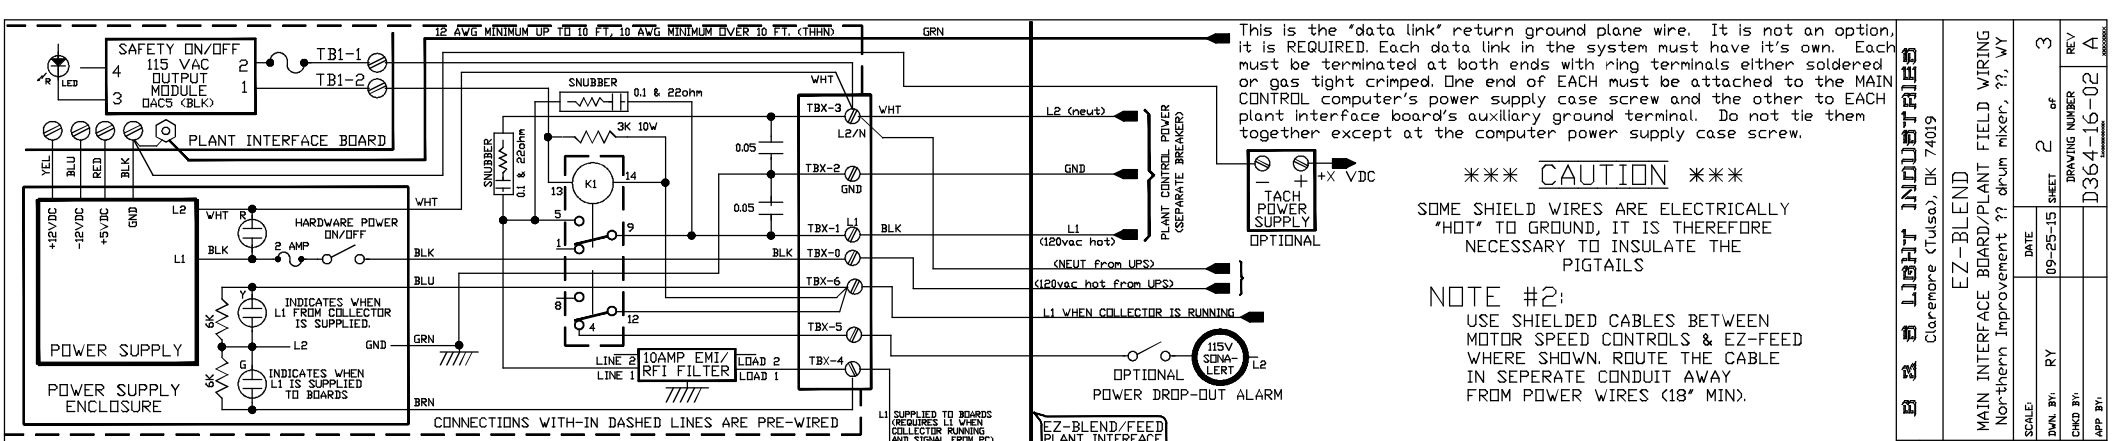 12 AWG MINIMUM UP TO 10 FT, 10 AWG MINIMUM OVER 10 FT. (THHN)
GRN
SAFETY ON/OFF
115 VAC
OUTPUT
MODULE
OAC5 (BLK)
4
3
2
1
R
LED
TB1-1
TB1-2
PLANT INTERFACE BOARD
YEL
BLU
RED
BLK
+12VDC
-12VDC
+5VDC
GND
L2
WHT
R
HARDWARE POWER
ON/OFF
2 AMP
L1
BLK
POWER SUPPLY
POWER SUPPLY
ENCLOSURE
6K
6K
Y
INDICATES WHEN
L1 FROM COLLECTOR
IS SUPPLIED.
L2
GND
G
INDICATES WHEN
L1 IS SUPPLIED
TO BOARDS
WHT
BLK
BLU
GRN
BRN
SNUBBER
0.1 & 22ohm
SNUBBER
0.1 & 22ohm
3K 10W
K1
13
14
5
9
1
8
12
4
0.05
0.05
WHT
TBX-3
L2/N
TBX-2
GND
L1
TBX-1
BLK
TBX-0
TBX-6
TBX-5
TBX-4
LINE 2
LINE 1
10AMP EMI/
RFI FILTER
LOAD 2
LOAD 1
CONNECTIONS WITH-IN DASHED LINES ARE PRE-WIRED
WHT
BLK
L1 SUPPLIED TO BOARDS
(REQUIRES L1 WHEN
COLLECTOR RUNNING
AND SIGNAL FROM PC)
L2 (neut)
GND
L1
(120vac hot)
PLANT CONTROL POWER
(SEPARATE BREAKER)
(NEUT from UPS)
(120vac hot from UPS)
L1 WHEN COLLECTOR IS RUNNING
OPTIONAL
115V
SONA-
LERT
L2
POWER DROP-OUT ALARM
EZ-BLEND/FEED
PLANT INTERFACE
This is the "data link" return ground plane wire. It is not an option,
it is REQUIRED. Each data link in the system must have it's own. Each
must be terminated at both ends with ring terminals either soldered
or gas tight crimped. One end of EACH must be attached to the MAIN
CONTROL computer's power supply case screw and the other to EACH
plant interface board's auxiliary ground terminal. Do not tie them
together except at the computer power supply case screw.
- +
TACH
POWER
SUPPLY
OPTIONAL
+X VDC
*** CAUTION ***
SOME SHIELD WIRES ARE ELECTRICALLY
"HOT" TO GROUND, IT IS THEREFORE
NECESSARY TO INSULATE THE
PIGTAILS
NOTE #2:
USE SHIELDED CABLES BETWEEN
MOTOR SPEED CONTROLS & EZ-FEED
WHERE SHOWN. ROUTE THE CABLE
IN SEPERATE CONDUIT AWAY
FROM POWER WIRES (18" MIN).
Claremore (Tulsa), OK 74019
EZ-BLEND
MAIN INTERFACE BOARD/PLANT FIELD WIRING
Northern Improvement ?? drum mixer, ??, WY
SCALE:
DATE
09-25-15
SHEET 2 of 3
DWN. BY: RY
CHKD BY:
APP BY:
DRAWING NUMBER
D364-16-02
REV
A